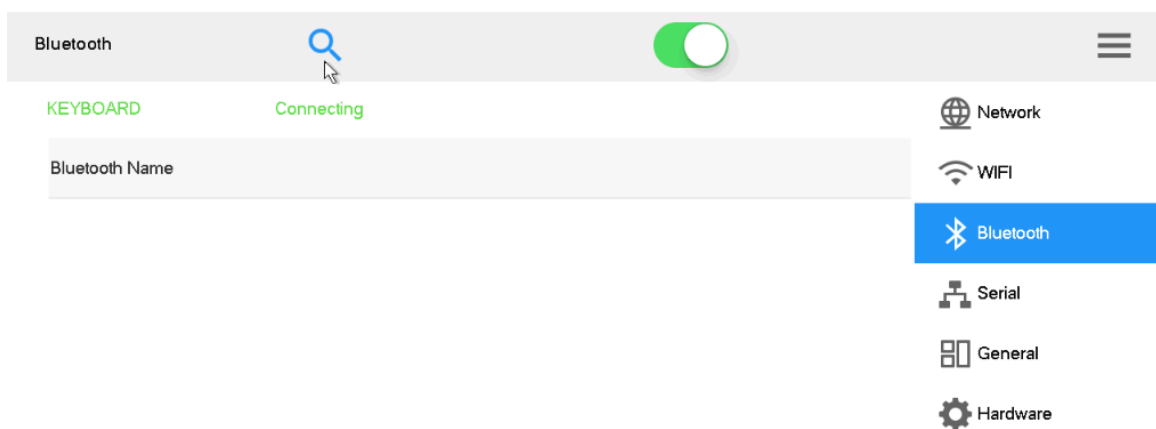 Bluetooth
KEYBOARD Connecting
Bluetooth Name
Network
WIFI
Bluetooth
Serial
General
Hardware